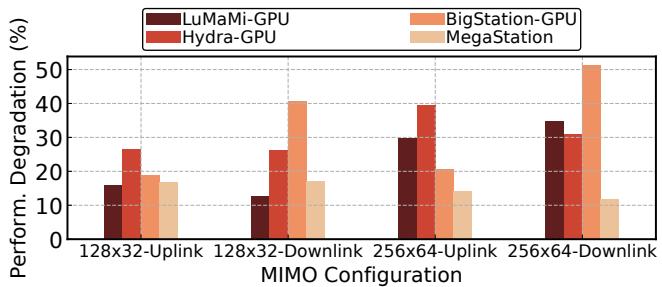 LuMaMi-GPU BigStation-GPU
Hydra-GPU MegaStation
Perform. Degradation (%)
50
40
30
20
10
0
128x32-Uplink 128x32-Downlink 256x64-Uplink 256x64-Downlink
MIMO Configuration